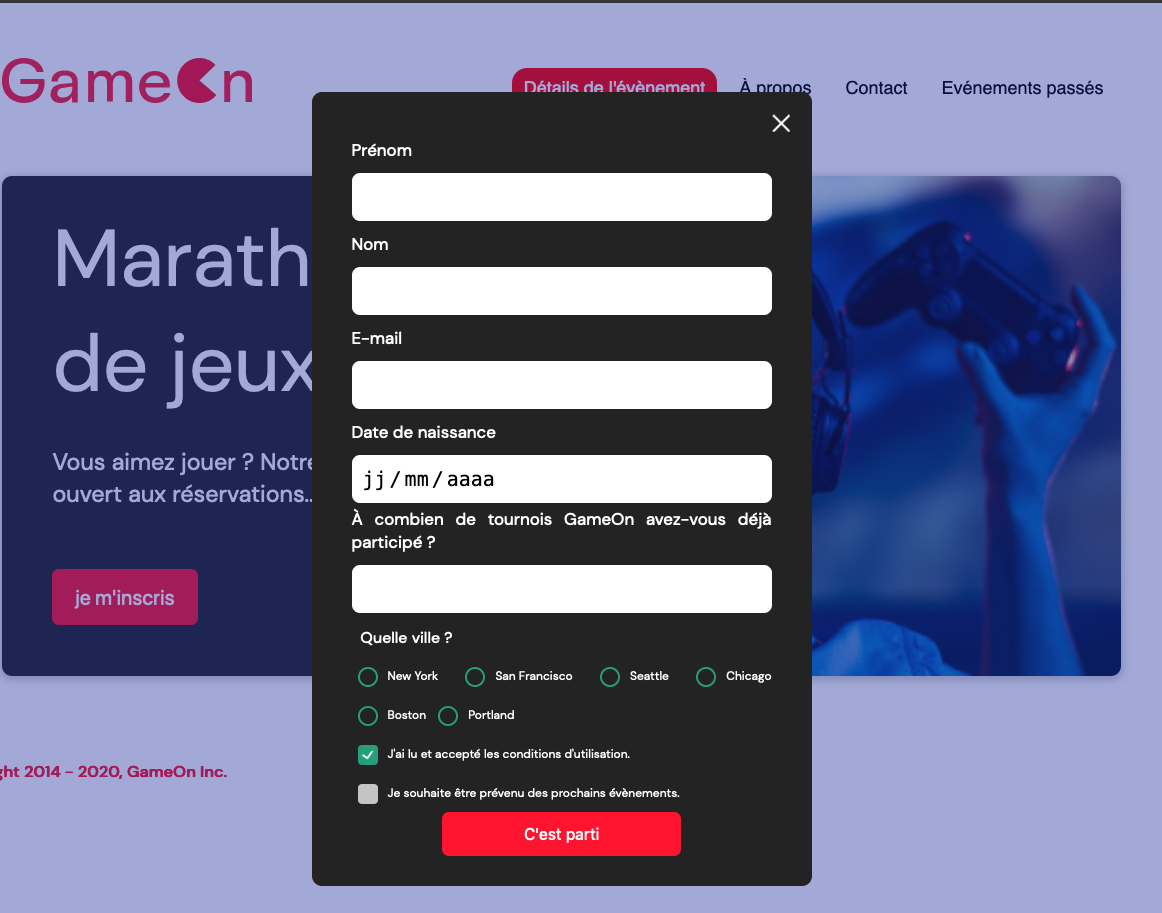 GameOn
Détails de l'évènement À propos Contact Evénements passés
Marath
de jeux
Vous aimez jouer ? Notre
ouvert aux réservations..
je m'inscris
Prénom
Nom
E-mail
Date de naissance
jj/mm/aaaa
À combien de tournois GameOn avez-vous déjà
participé ?
Quelle ville ?
New York San Francisco Seattle Chicago
Boston Portland
J'ai lu et accepté les conditions d'utilisation.
Je souhaite être prévenu des prochains évènements.
C'est parti
ght 2014 - 2020, GameOn Inc.